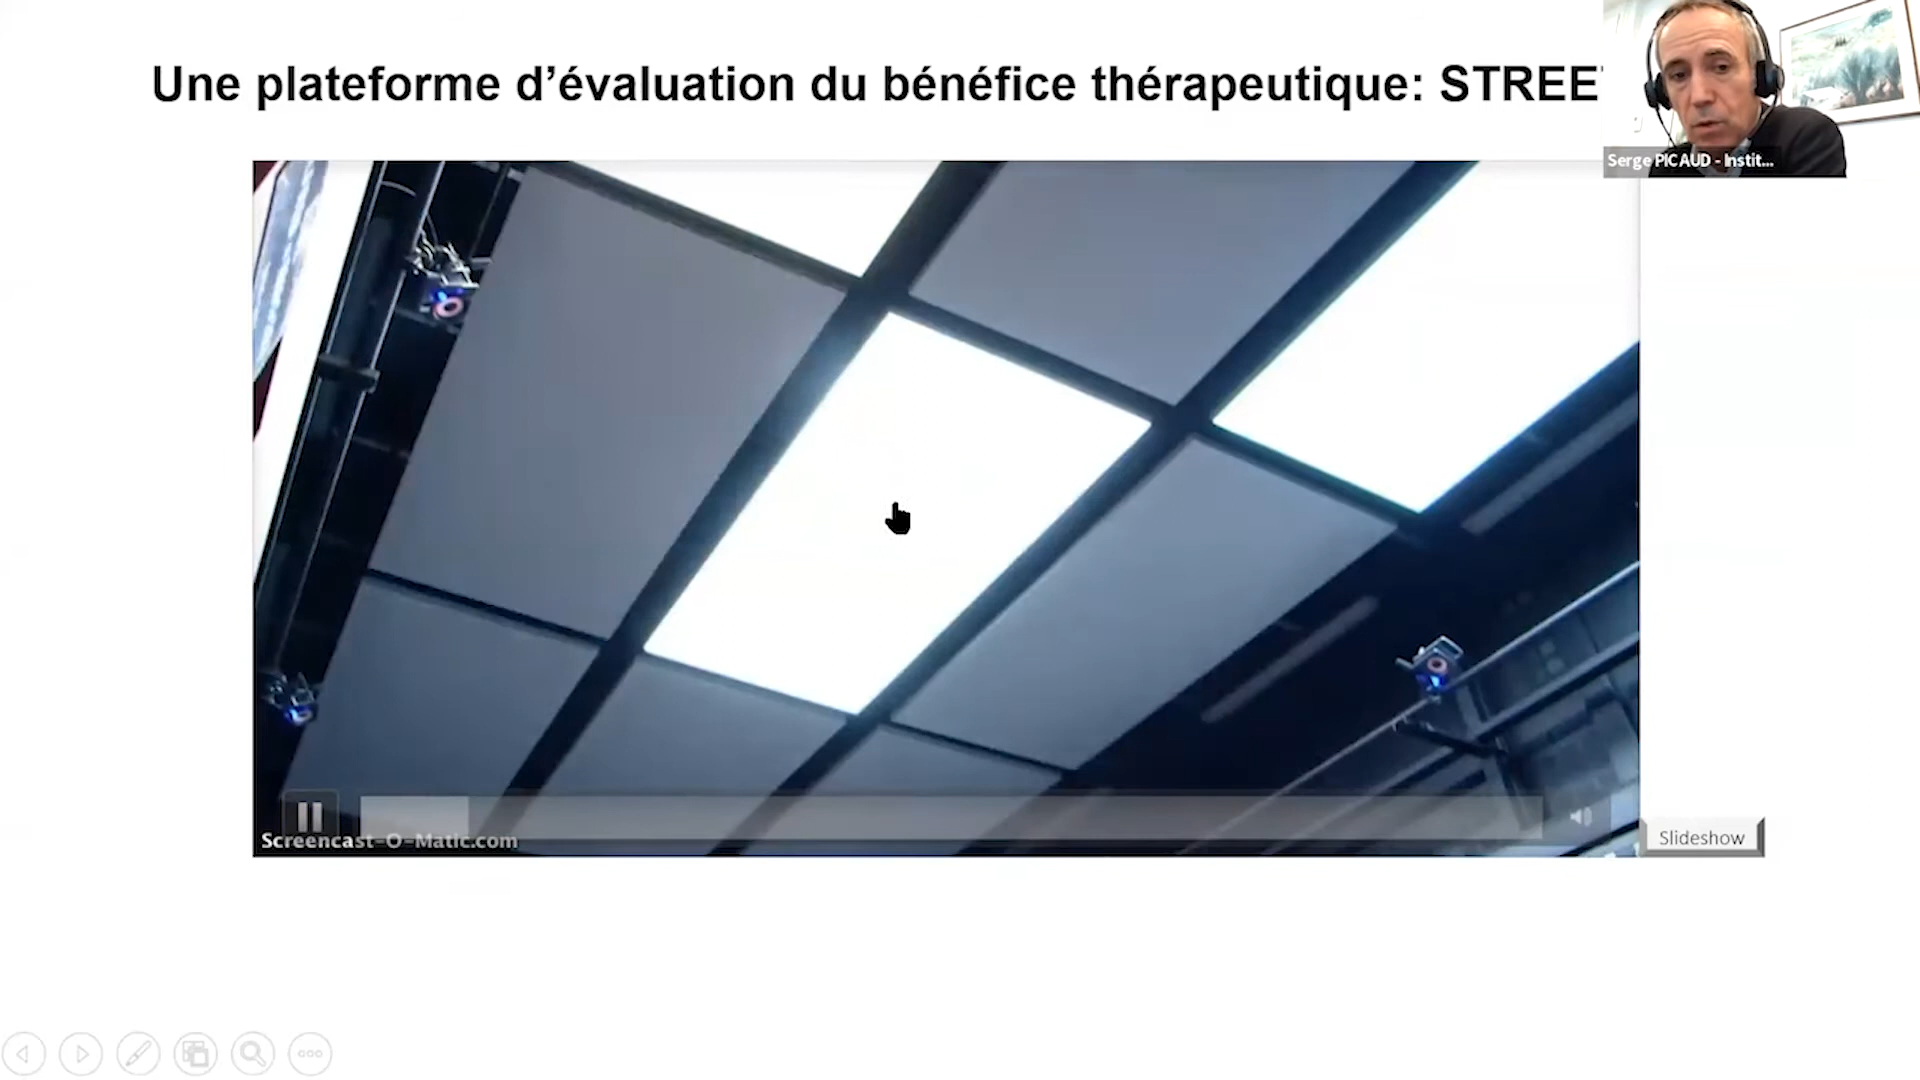 Une plateforme d’évaluation du bénéfice thérapeutique: STREE
Serge PICAUD - Instit...
Screencast-O-Matic.com
Slideshow